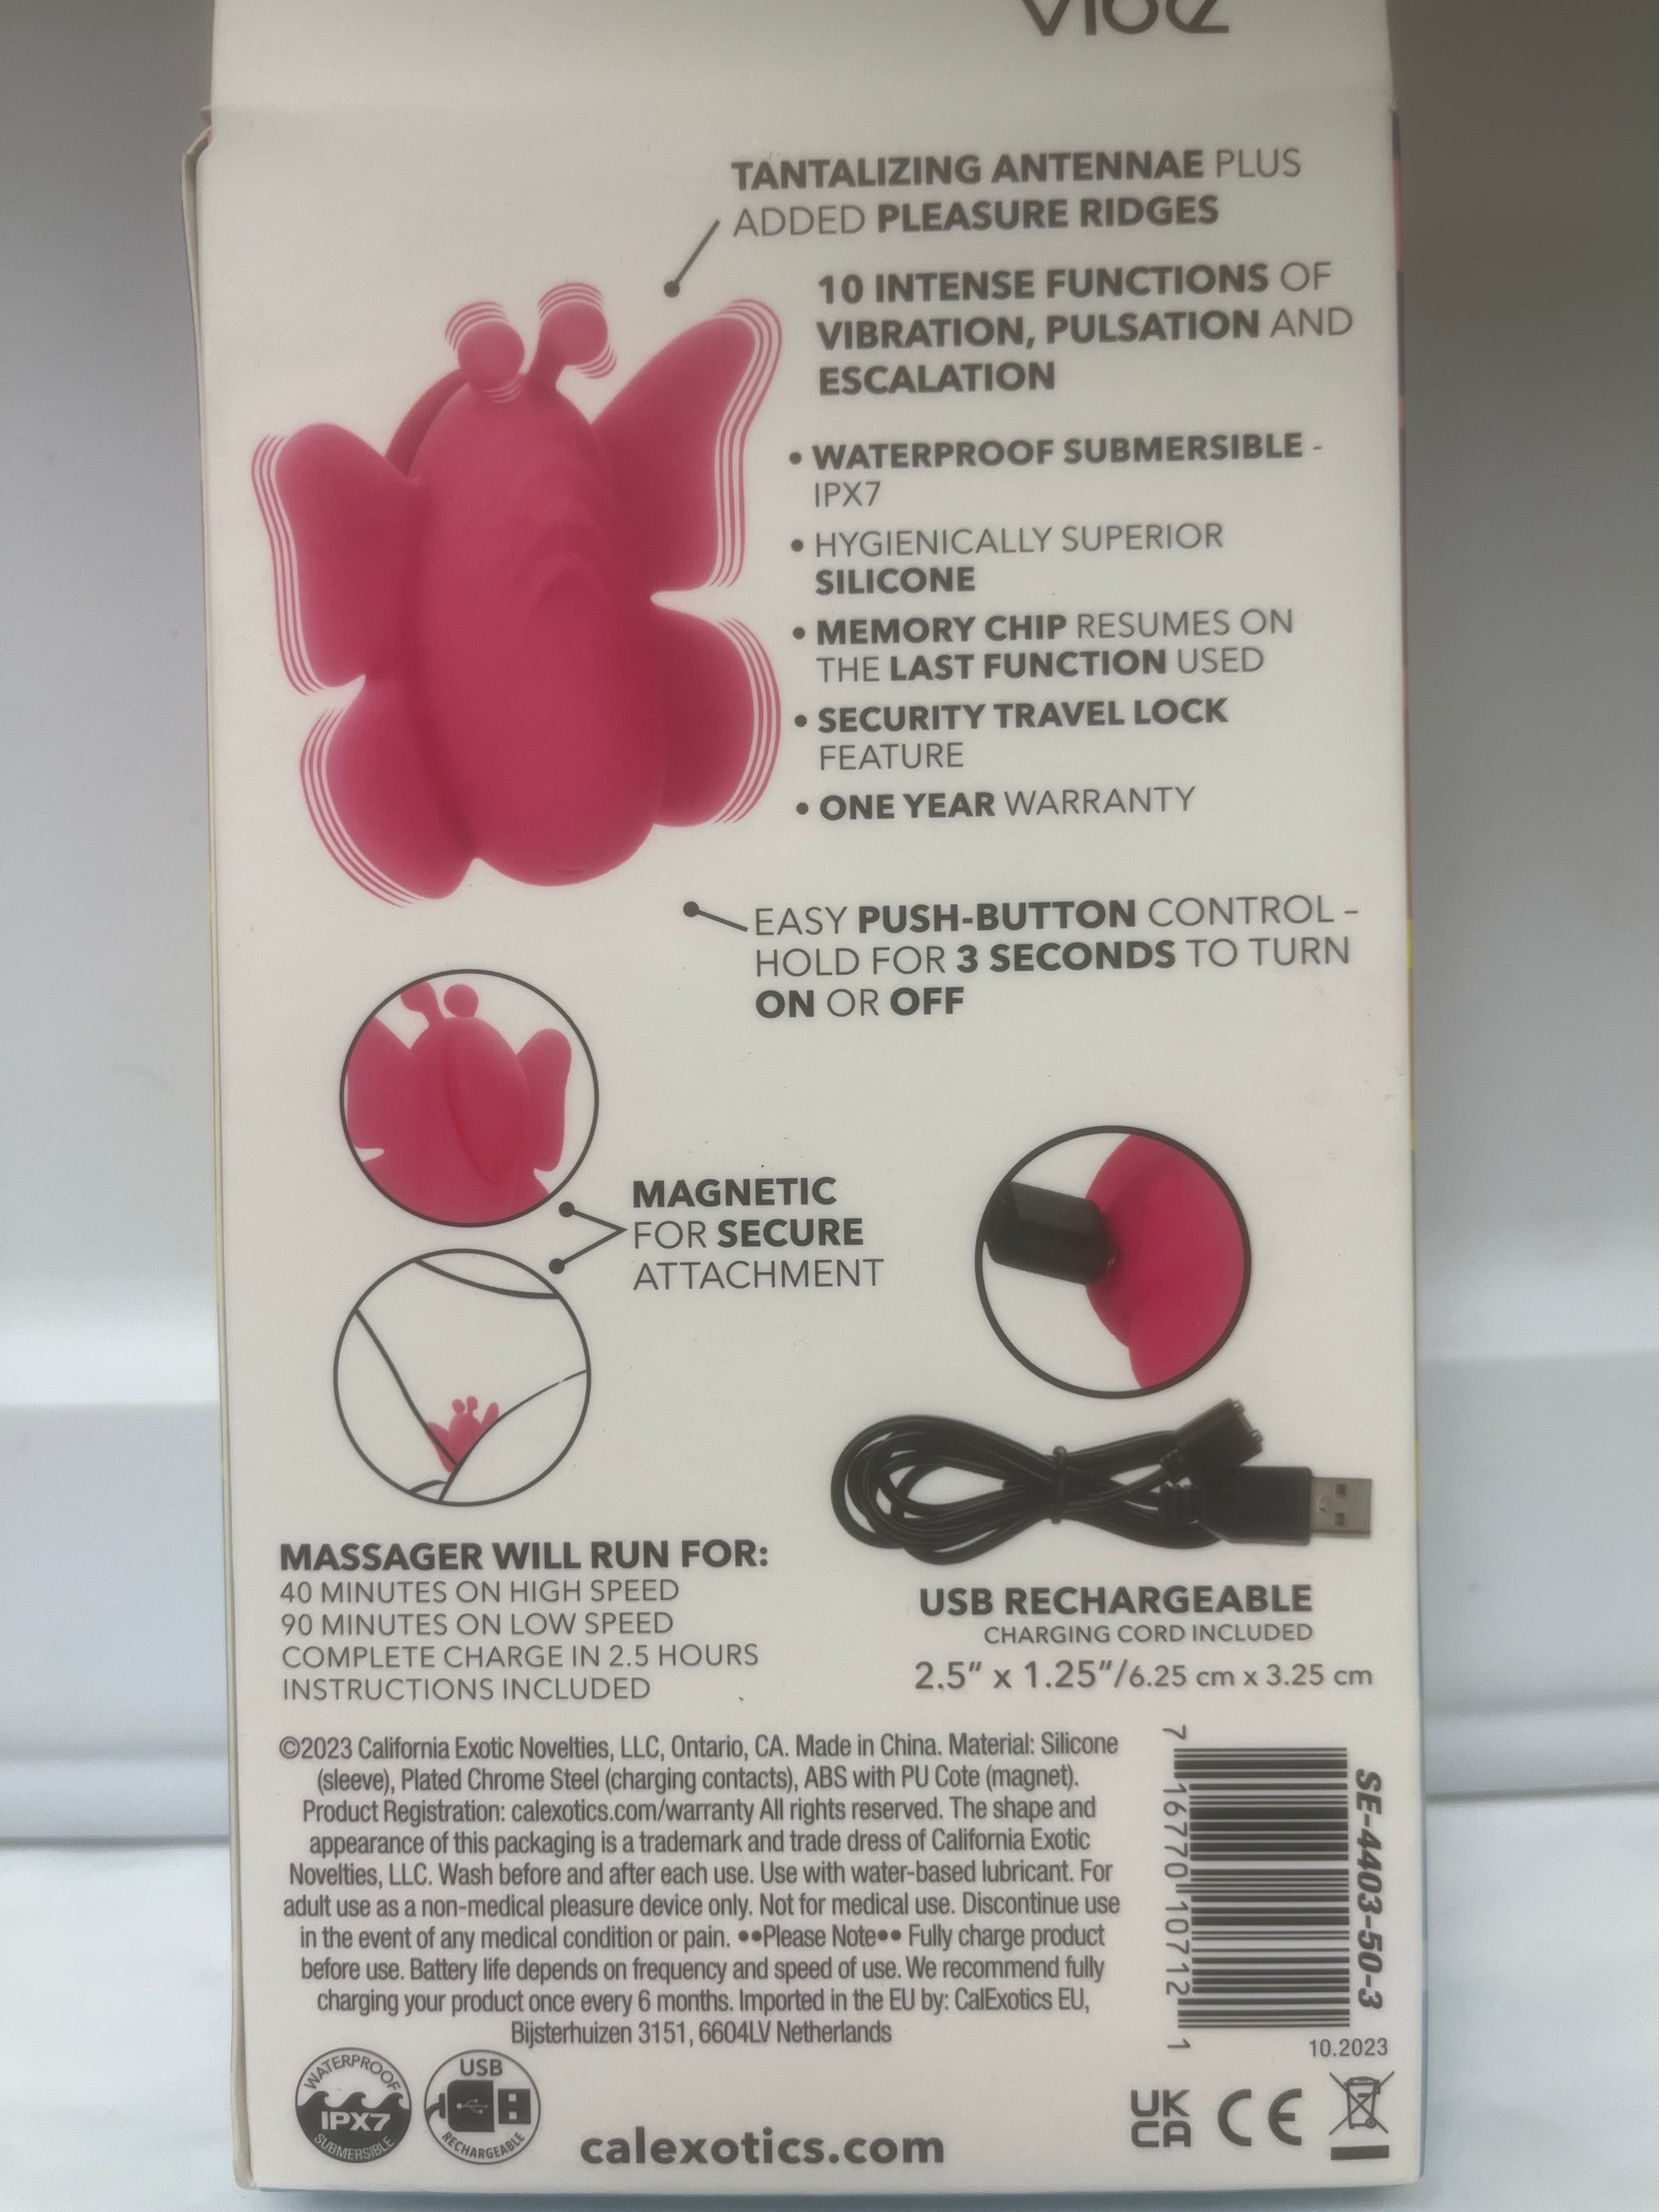 vibez
TANTALIZING ANTENNAE PLUS
ADDED PLEASURE RIDGES
10 INTENSE FUNCTIONS OF
VIBRATION, PULSATION AND
ESCALATION
• WATERPROOF SUBMERSIBLE -
IPX7
• HYGIENICALLY SUPERIOR
SILICONE
• MEMORY CHIP RESUMES ON
THE LAST FUNCTION USED
• SECURITY TRAVEL LOCK
FEATURE
• ONE YEAR WARRANTY
EASY PUSH-BUTTON CONTROL –
HOLD FOR 3 SECONDS TO TURN
ON OR OFF
MAGNETIC
FOR SECURE
ATTACHMENT
MASSAGER WILL RUN FOR:
40 MINUTES ON HIGH SPEED
90 MINUTES ON LOW SPEED
COMPLETE CHARGE IN 2.5 HOURS
INSTRUCTIONS INCLUDED
USB RECHARGEABLE
CHARGING CORD INCLUDED
2.5" x 1.25"/6.25 cm x 3.25 cm
©2023 California Exotic Novelties, LLC, Ontario, CA. Made in China. Material: Silicone
(sleeve), Plated Chrome Steel (charging contacts), ABS with PU Cote (magnet).
Product Registration: calexotics.com/warranty All rights reserved. The shape and
appearance of this packaging is a trademark and trade dress of California Exotic
Novelties, LLC. Wash before and after each use. Use with water-based lubricant. For
adult use as a non-medical pleasure device only. Not for medical use. Discontinue use
in the event of any medical condition or pain. ••Please Note•• Fully charge product
before use. Battery life depends on frequency and speed of use. We recommend fully
charging your product once every 6 months. Imported in the EU by: CalExotics EU,
Bijsterhuizen 3151, 6604LV Netherlands
SE-4403-50-3
7 16770 10712 1
10.2023
WATERPROOF
IPX7
SUBMERSIBLE
USB
RECHARGEABLE
calexotics.com
UK
CA
CE